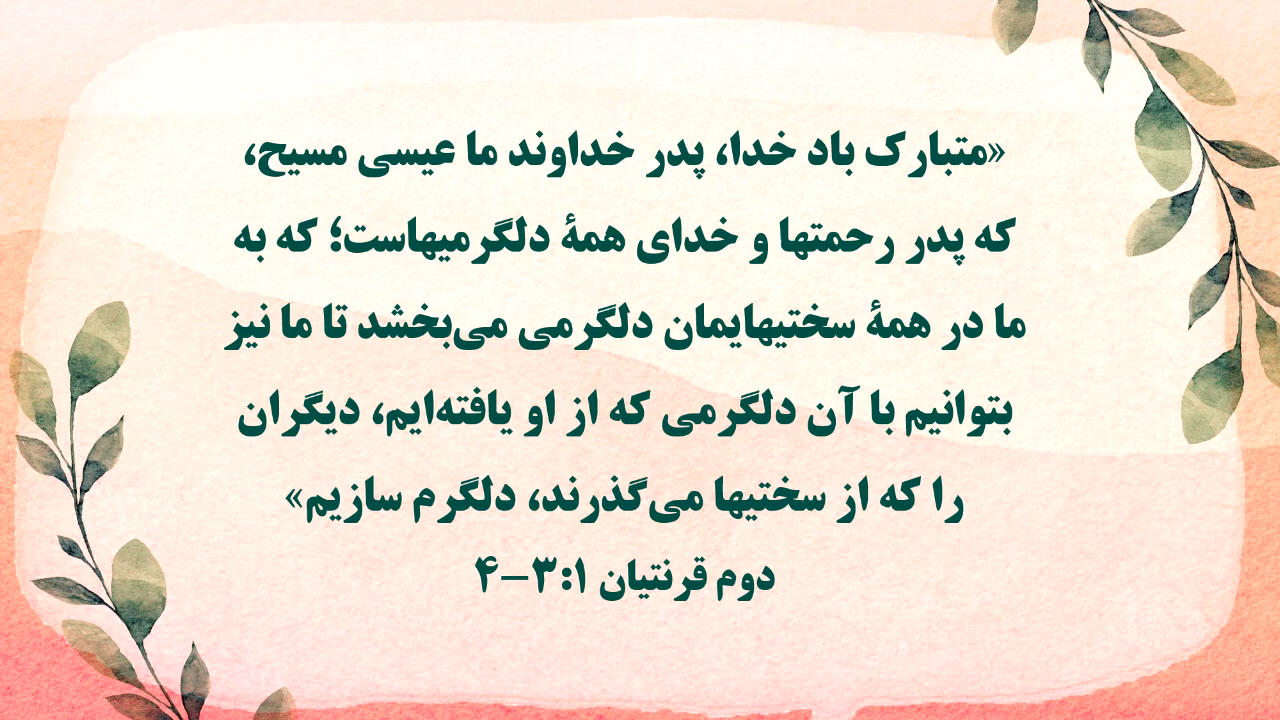 «متبارک باد خدا، پدر خداوند ما عیسی مسیح،
که پدر رحمتها و خدای همهٔ دلگرمیهاست؛ که به
ما در همهٔ سختیهایمان دلگرمی می‌بخشد تا ما نیز
بتوانیم با آن دلگرمی که از او یافته‌ایم، دیگران
را که از سختیها می‌گذرند، دلگرم سازیم»
دوم قرنتیان ۱:‏۳-۴